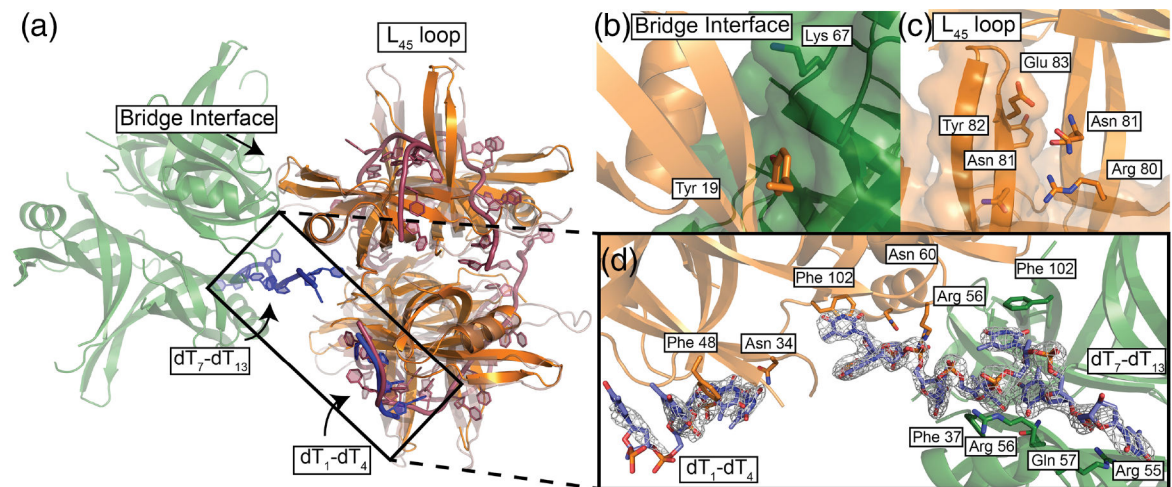 (a)
L45 loop
Bridge Interface
dT7-dT13
dT1-dT4
(b)
Bridge Interface
Lys 67
Tyr 19
(c)
L45 loop
Glu 83
Tyr 82
Asn 81
Asn 81
Arg 80
(d)
Phe 102
Asn 60
Arg 56
Phe 102
Phe 48
Asn 34
dT7-dT13
Phe 37
Arg 56
Gln 57
Arg 55
dT1-dT4